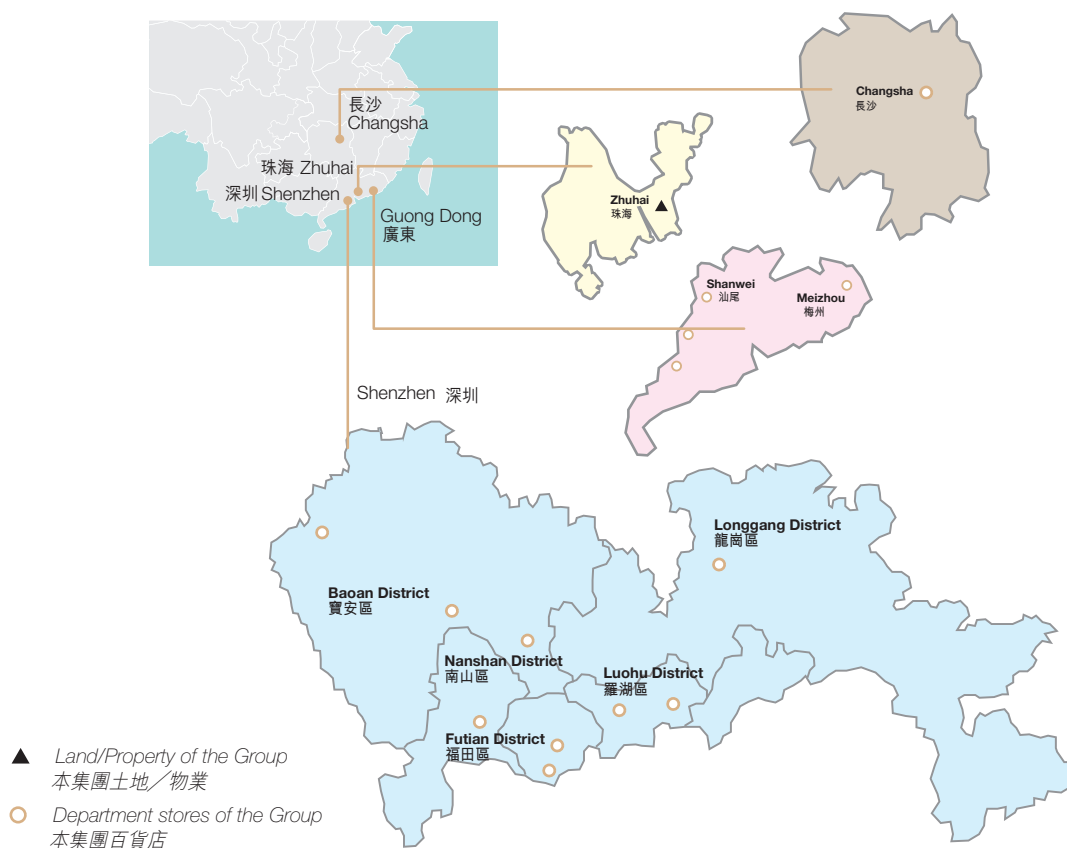 長沙
Changsha
珠海 Zhuhai
深圳 Shenzhen
Guong Dong
廣東
Changsha
長沙
Zhuhai
珠海
Shanwei
汕尾
Meizhou
梅州
Shenzhen 深圳
Longgang District
龍崗區
Baoan District
寶安區
Nanshan District
南山區
Luohu District
羅湖區
Futian District
福田區
Land/Property of the Group
本集團土地／物業
Department stores of the Group
本集團百貨店